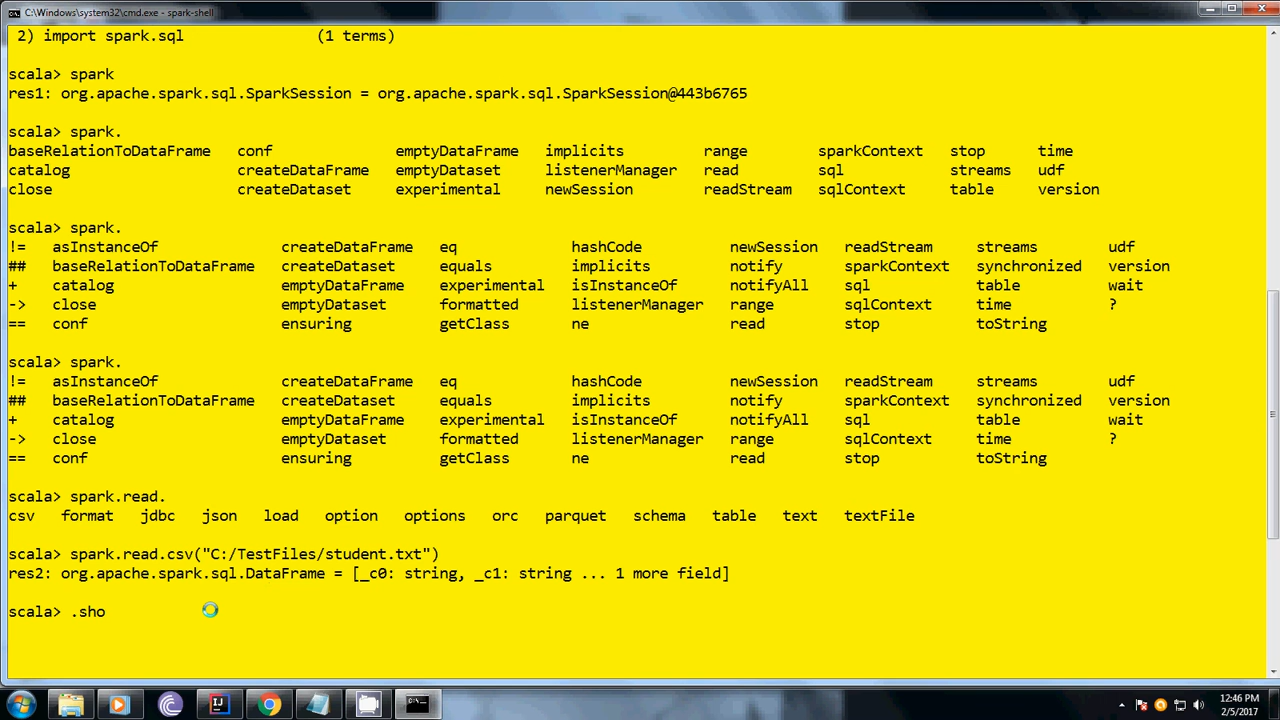 C:\Windows\system32\cmd.exe - spark-shell
2) import spark.sql (1 terms)
scala> spark
res1: org.apache.spark.sql.SparkSession = org.apache.spark.sql.SparkSession@443b6765
scala> spark.
baseRelationToDataFrame conf emptyDataFrame implicits range sparkContext stop time
catalog createDataFrame emptyDataset listenerManager read sql streams udf
close createDataset experimental newSession readStream sqlContext table version
scala> spark.
!= asInstanceOf createDataFrame eq hashCode newSession readStream streams udf
## baseRelationToDataFrame createDataset equals implicits notify sparkContext synchronized version
+ catalog emptyDataFrame experimental isInstanceOf notifyAll sql table wait
-> close emptyDataset formatted listenerManager range sqlContext time ?
== conf ensuring getClass ne read stop toString
scala> spark.
!= asInstanceOf createDataFrame eq hashCode newSession readStream streams udf
## baseRelationToDataFrame createDataset equals implicits notify sparkContext synchronized version
+ catalog emptyDataFrame experimental isInstanceOf notifyAll sql table wait
-> close emptyDataset formatted listenerManager range sqlContext time ?
== conf ensuring getClass ne read stop toString
scala> spark.read.
csv format jdbc json load option options orc parquet schema table text textFile
scala> spark.read.csv("C:/TestFiles/student.txt")
res2: org.apache.spark.sql.DataFrame = [_c0: string, _c1: string ... 1 more field]
scala> .sho
12:46 PM
2/5/2017